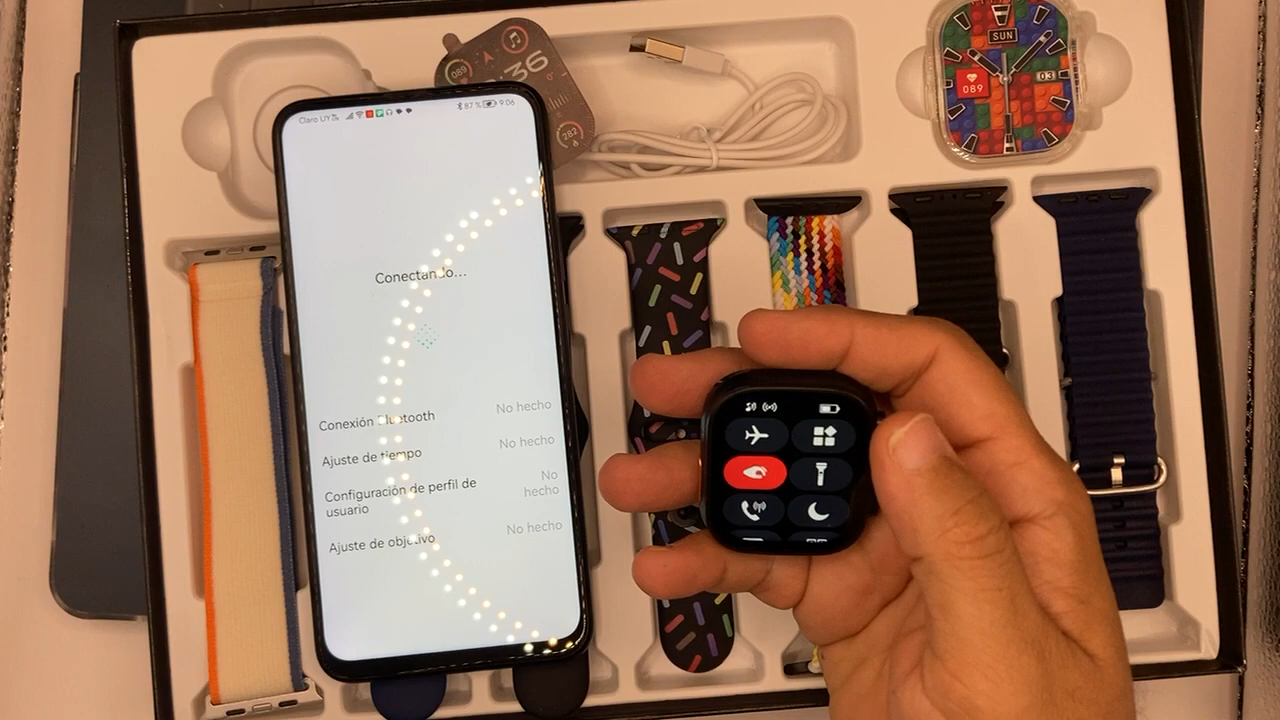 Claro UY
87 %
9:06
Conectando...
Conexión Bluetooth
No hecho
Ajuste de tiempo
No hecho
Configuración de perfil de
usuario
No
hecho
Ajuste de objetivo
No hecho
089
36
282
SUN
03
089